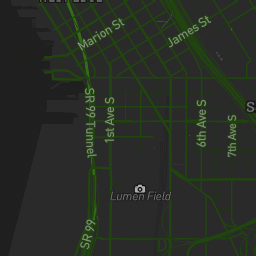 Marion St
James St
SR 99 Tunnel
1st Ave S
6th Ave S
7th Ave S
S
Lumen Field
SR 99